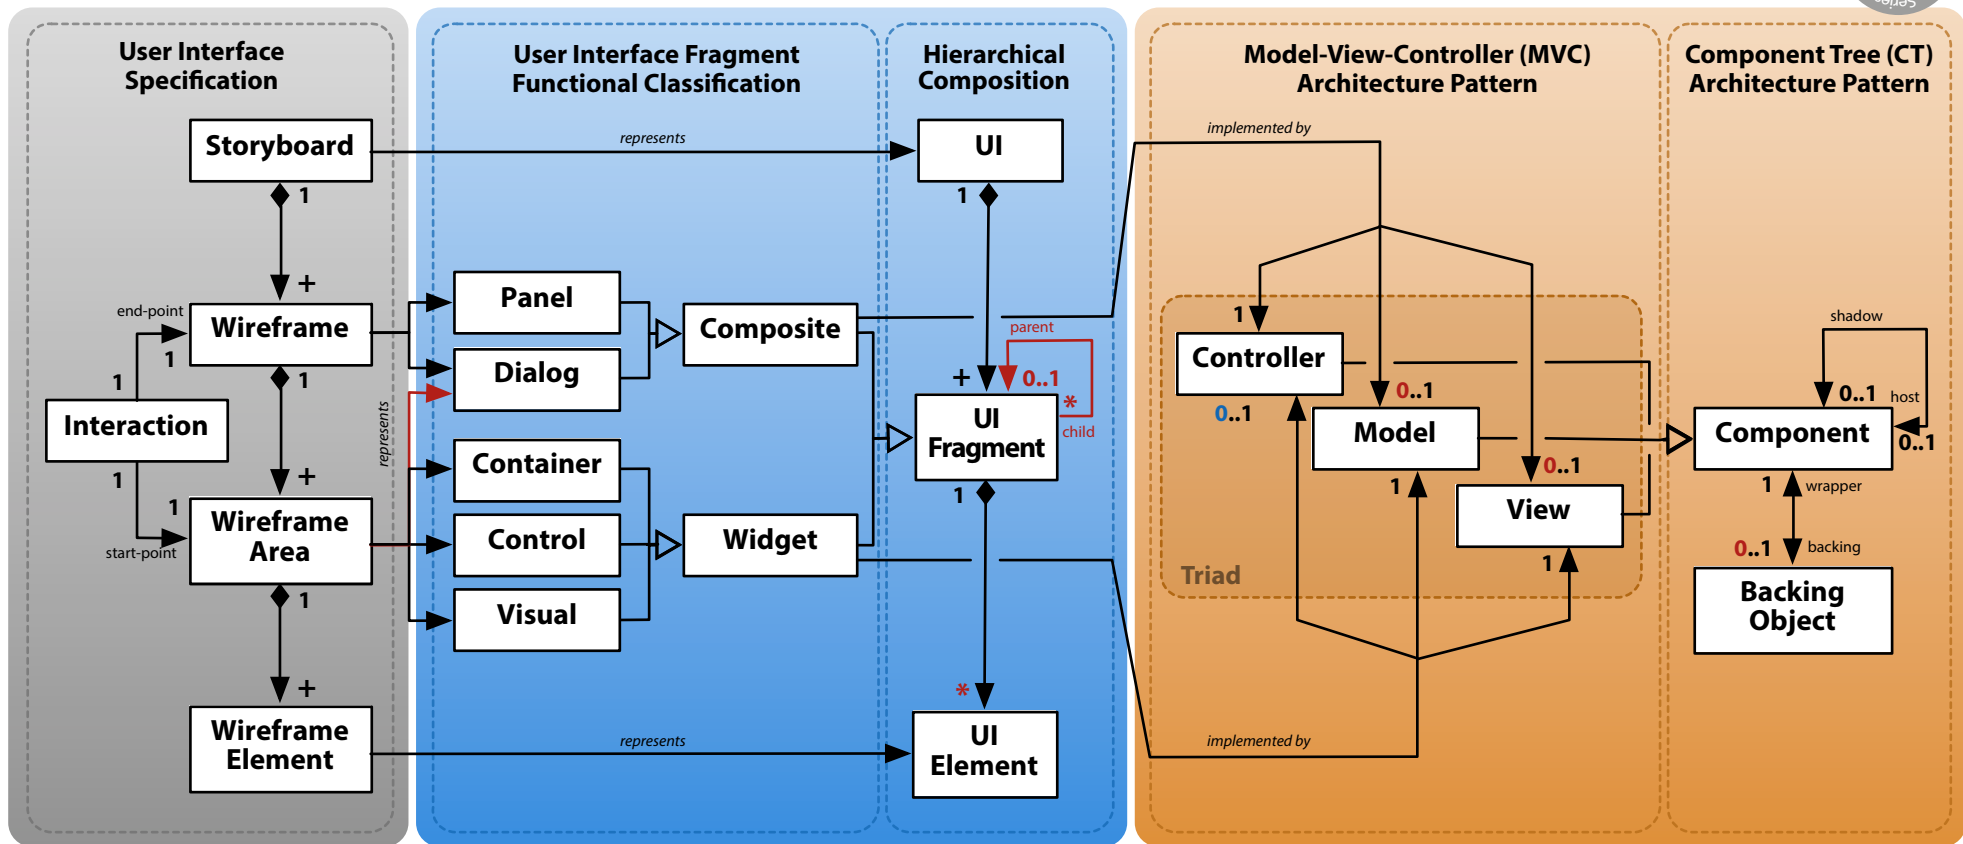 Series
User Interface
Specification
User Interface Fragment
Functional Classification
Hierarchical
Composition
Model-View-Controller (MVC)
Architecture Pattern
Component Tree (CT)
Architecture Pattern
Storyboard
represents
UI
implemented by
1
1
+
end-point
Wireframe
1
1
1
Interaction
1
1
start-point
+
Wireframe
Area
1
+
Wireframe
Element
represents
represents
Panel
Dialog
Container
Control
Visual
Composite
Widget
parent
+
0..1
*
child
UI
Fragment
1
*
UI
Element
implemented by
1
Controller
0..1
0..1
Model
1
0..1
View
1
Triad
shadow
0..1
host
0..1
Component
1
wrapper
0..1
backing
Backing
Object